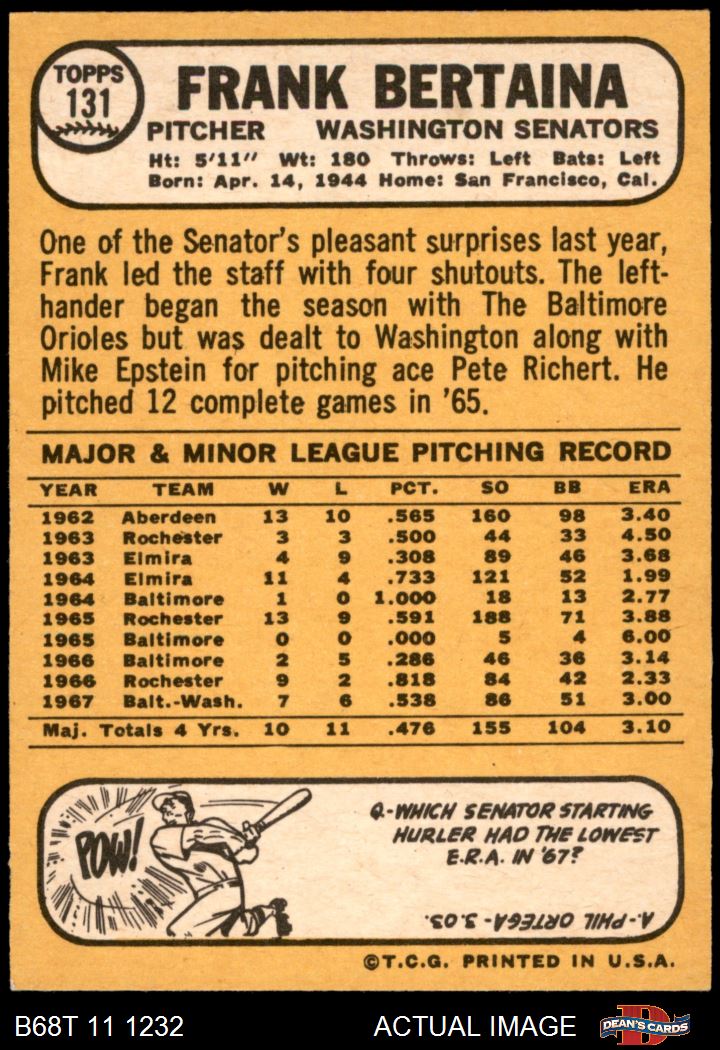 TOPPS
131
FRANK BERTAINA
PITCHER WASHINGTON SENATORS
Ht: 5'11" Wt: 180 Throws: Left Bats: Left
Born: Apr. 14, 1944 Home: San Francisco, Cal.
One of the Senator's pleasant surprises last year,
Frank led the staff with four shutouts. The left-
hander began the season with The Baltimore
Orioles but was dealt to Washington along with
Mike Epstein for pitching ace Pete Richert. He
pitched 12 complete games in '65.
MAJOR & MINOR LEAGUE PITCHING RECORD
YEAR TEAM W L PCT. SO BB ERA
1962 Aberdeen 13 10 .565 160 98 3.40
1963 Rochester 3 3 .500 44 33 4.50
1963 Elmira 4 9 .308 89 46 3.68
1964 Elmira 11 4 .733 121 52 1.99
1964 Baltimore 1 0 1.000 18 13 2.77
1965 Rochester 13 9 .591 188 71 3.88
1965 Baltimore 0 0 .000 5 4 6.00
1966 Baltimore 2 5 .286 46 36 3.14
1966 Rochester 9 2 .818 84 42 2.33
1967 Balt.-Wash. 7 6 .538 86 51 3.00
Maj. Totals 4 Yrs. 10 11 .476 155 104 3.10
POW!
Q.-WHICH SENATOR STARTING
HURLER HAD THE LOWEST
E.R.A. IN '67?
A.-PHIL ORTEGA - 3.03.
©T.C.G. PRINTED IN U.S.A.
B68T 11 1232 ACTUAL IMAGE
D
DEAN'S CARDS